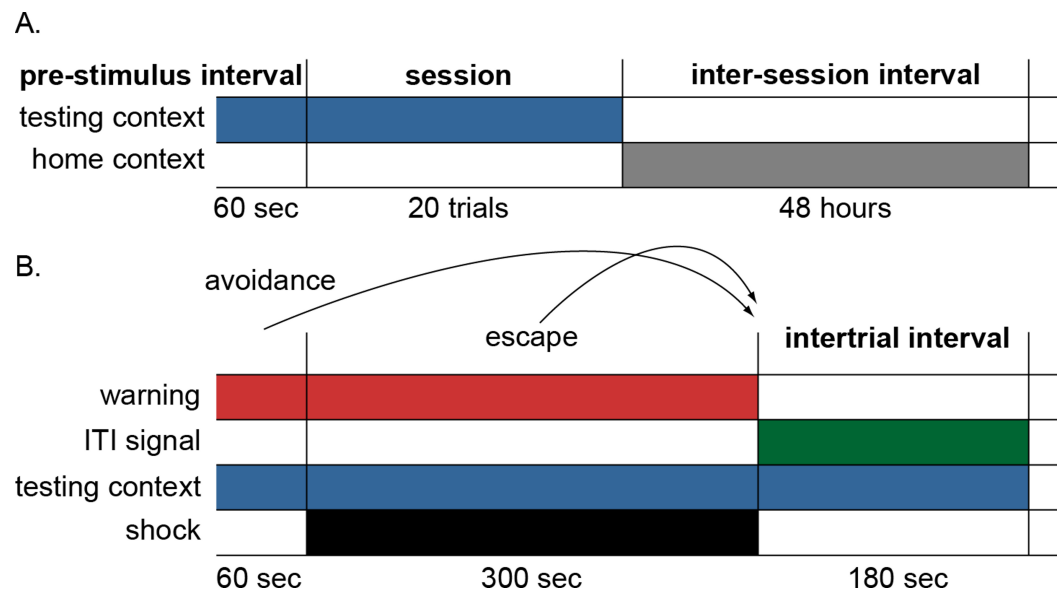 A.
pre-stimulus interval session inter-session interval
testing context
home context
60 sec 20 trials 48 hours
B.
avoidance
escape
intertrial interval
warning
ITI signal
testing context
shock
60 sec 300 sec 180 sec